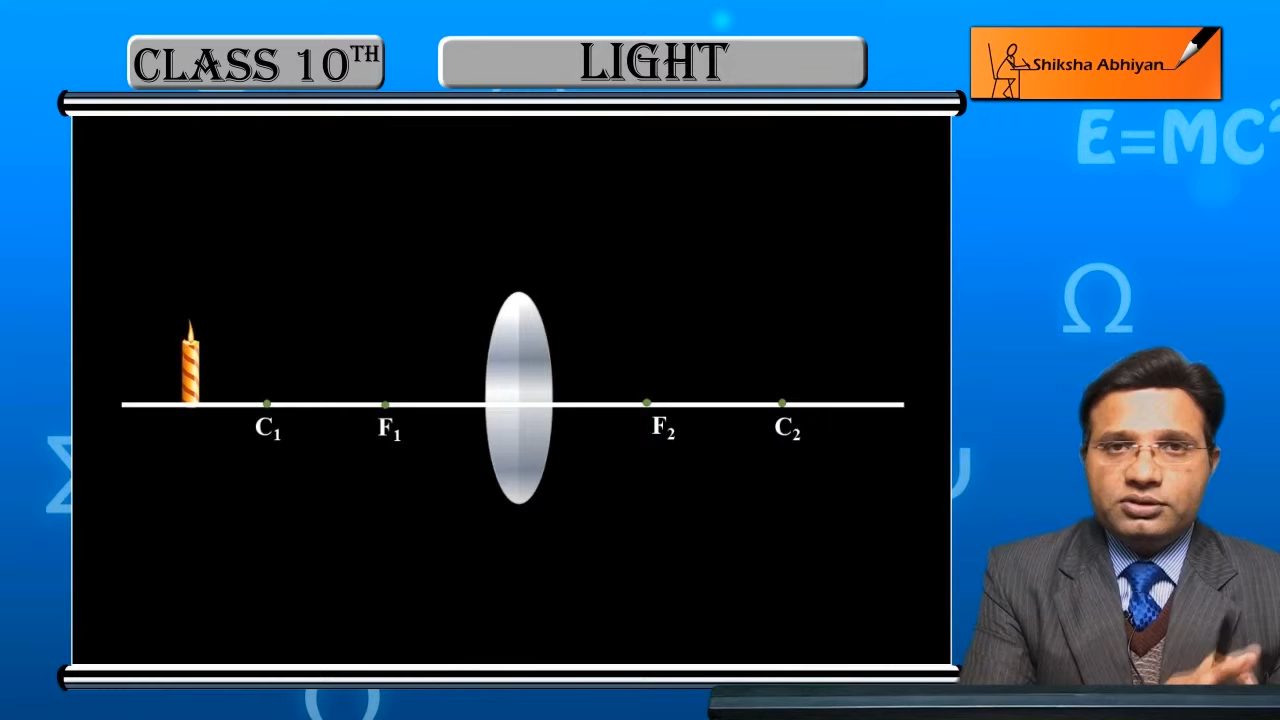 CLASS 10TH
LIGHT
Shiksha Abhiyan
E=MC2
Ω
Σ
C1
F1
F2
C2